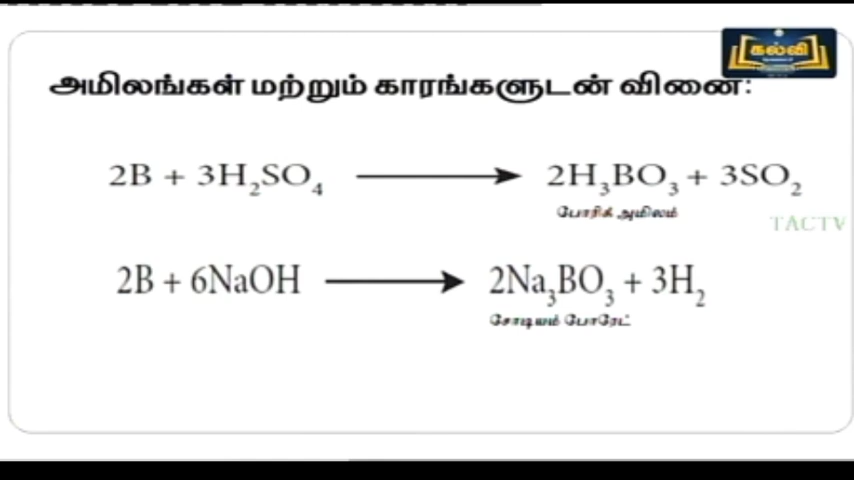 கல்வி
அமிலங்கள் மற்றும் காரங்களுடன் வினை:
2B + 3H₂SO₄ ⟶ 2H₃BO₃ + 3SO₂
போரிக் அமிலம்
TACTV
2B + 6NaOH ⟶ 2Na₃BO₃ + 3H₂
சோடியம் போரேட்